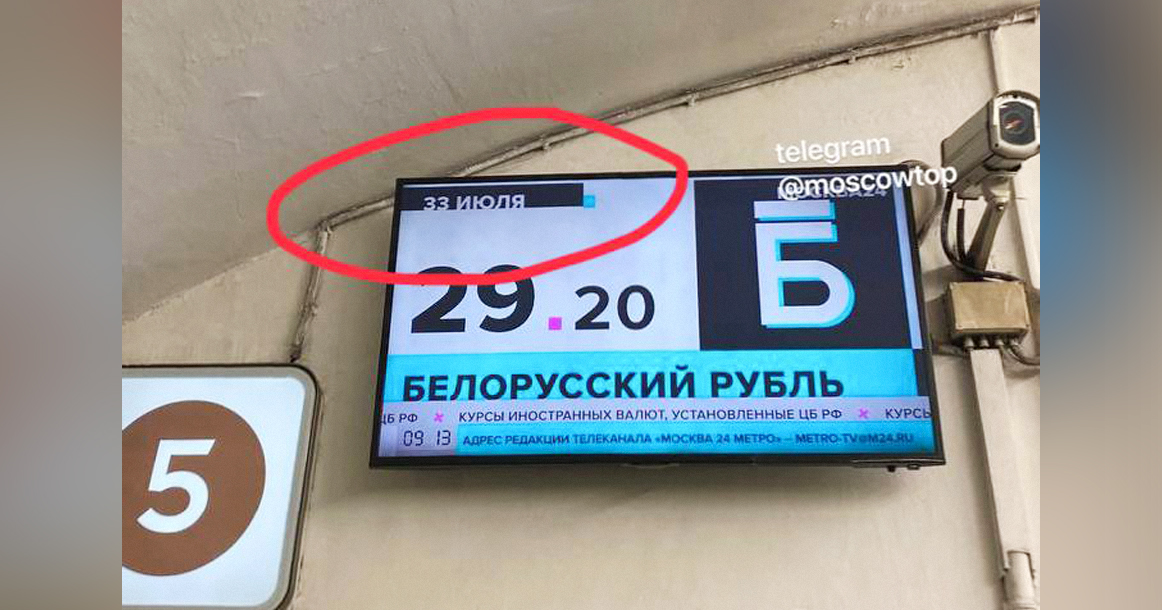 telegram
@moscowtop
33 ИЮЛЯ
МОСКВА24
Б
29.20
БЕЛОРУССКИЙ РУБЛЬ
ЦБ РФ × КУРСЫ ИНОСТРАННЫХ ВАЛЮТ, УСТАНОВЛЕННЫЕ ЦБ РФ × КУРСЫ
09 13 АДРЕС РЕДАКЦИИ ТЕЛЕКАНАЛА «МОСКВА 24 МЕТРО» – METRO-TV@M24.RU
5